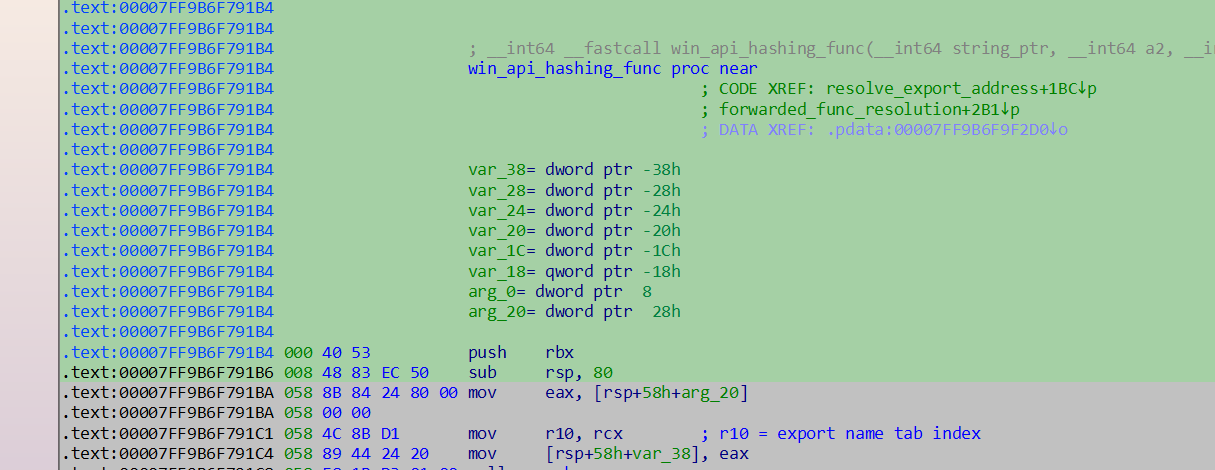 .text:00007FF9B6F791B4
.text:00007FF9B6F791B4
.text:00007FF9B6F791B4 ; __int64 __fastcall win_api_hashing_func(__int64 string_ptr, __int64 a2,
.text:00007FF9B6F791B4 win_api_hashing_func proc near
.text:00007FF9B6F791B4 ; CODE XREF: resolve_export_address+1BC↓p
.text:00007FF9B6F791B4 ; forwarded_func_resolution+2B1↓p
.text:00007FF9B6F791B4 ; DATA XREF: .pdata:00007FF9B6F9F2D0↓o
.text:00007FF9B6F791B4
.text:00007FF9B6F791B4 var_38= dword ptr -38h
.text:00007FF9B6F791B4 var_28= dword ptr -28h
.text:00007FF9B6F791B4 var_24= dword ptr -24h
.text:00007FF9B6F791B4 var_20= dword ptr -20h
.text:00007FF9B6F791B4 var_1C= dword ptr -1Ch
.text:00007FF9B6F791B4 var_18= qword ptr -18h
.text:00007FF9B6F791B4 arg_0= dword ptr 8
.text:00007FF9B6F791B4 arg_20= dword ptr 28h
.text:00007FF9B6F791B4
.text:00007FF9B6F791B4 000 40 53 push rbx
.text:00007FF9B6F791B6 008 48 83 EC 50 sub rsp, 80
.text:00007FF9B6F791BA 058 8B 84 24 80 00 mov eax, [rsp+58h+arg_20]
.text:00007FF9B6F791BA 058 00 00
.text:00007FF9B6F791C1 058 4C 8B D1 mov r10, rcx ; r10 = export name tab index
.text:00007FF9B6F791C4 058 89 44 24 20 mov [rsp+58h+var_38], eax